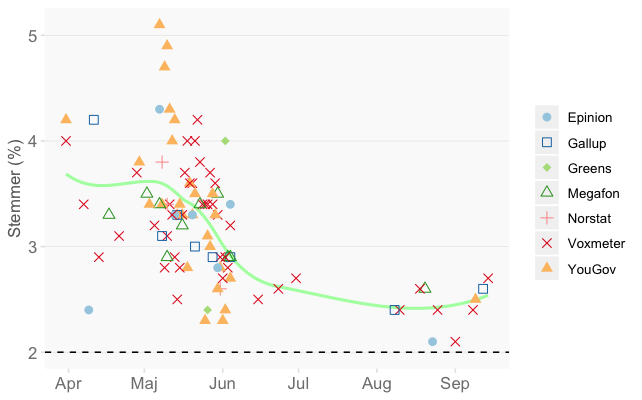 Stemmer (%)
5
4
3
2
Apr Maj Jun Jul Aug Sep
Epinion
Gallup
Greens
Megafon
Norstat
Voxmeter
YouGov